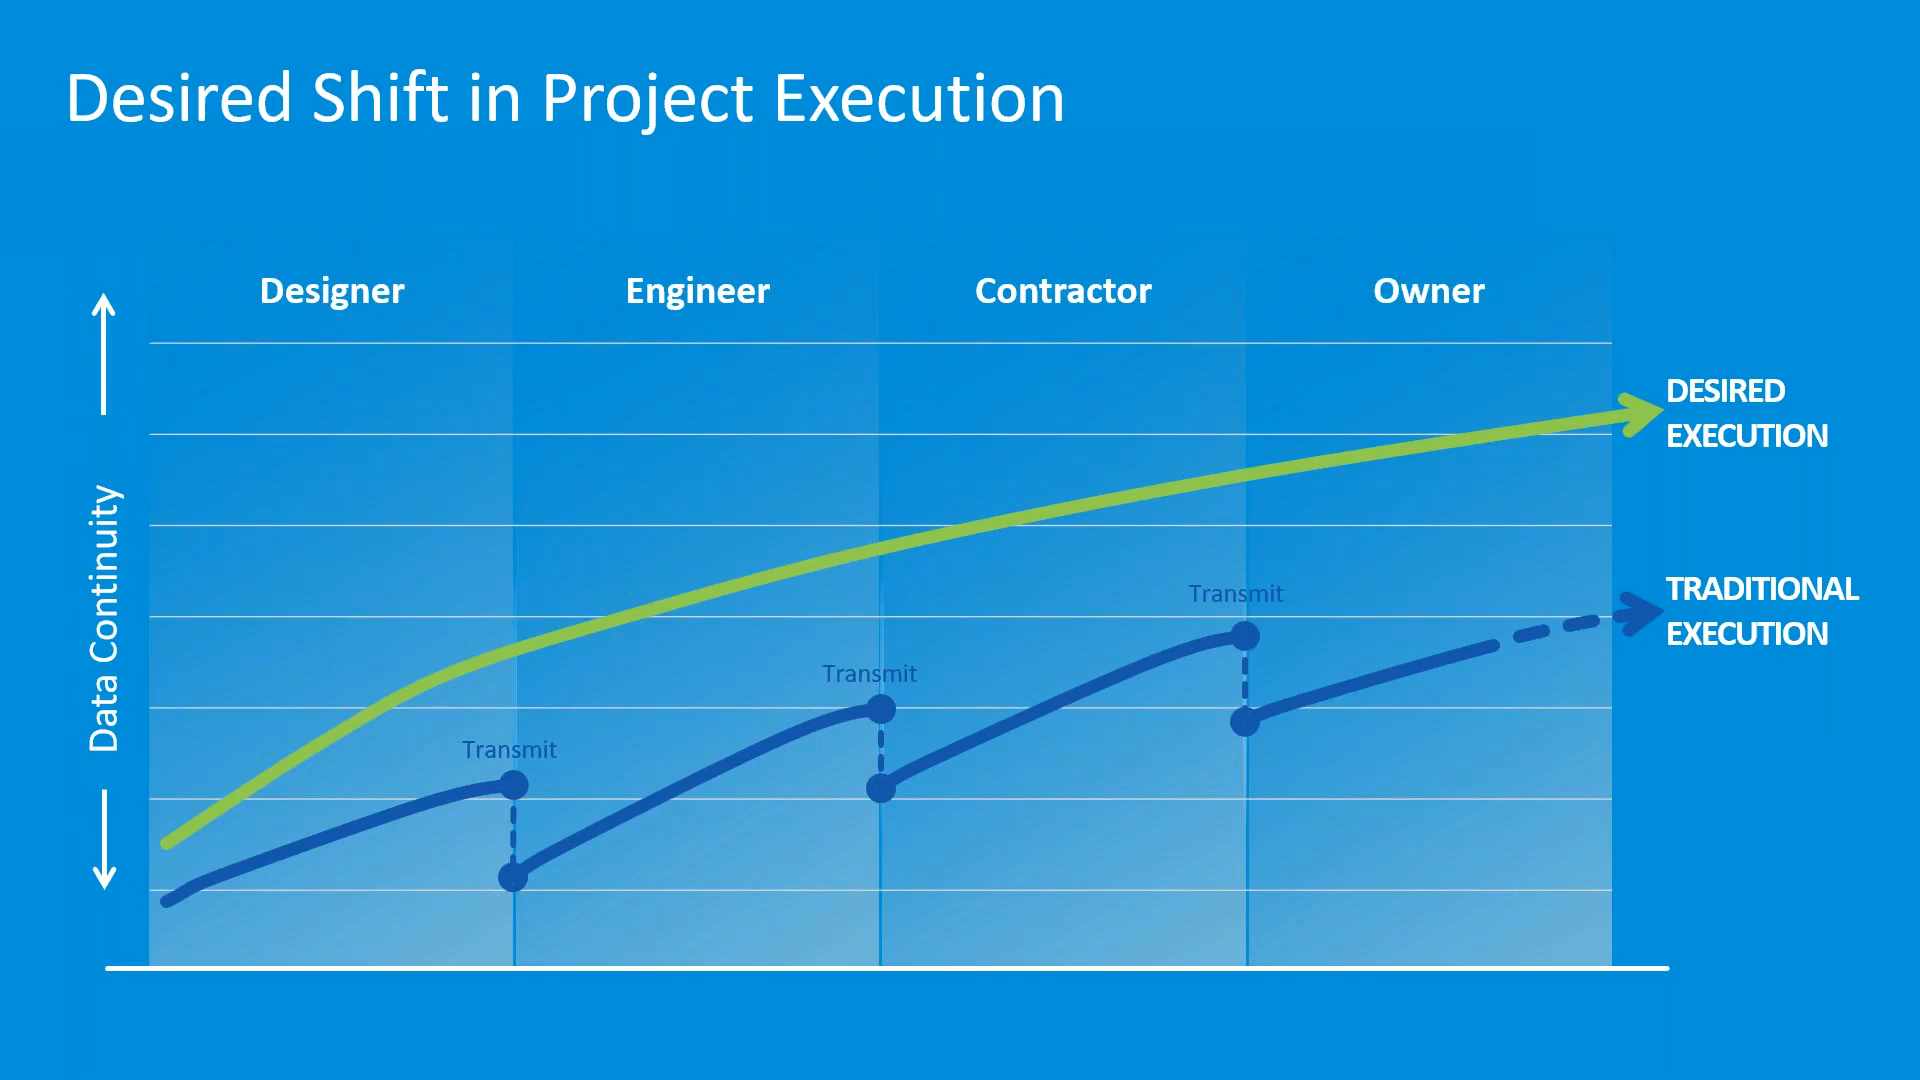 Desired Shift in Project Execution
Designer
Engineer
Contractor
Owner
Data Continuity
DESIRED
EXECUTION
TRADITIONAL
EXECUTION
Transmit
Transmit
Transmit